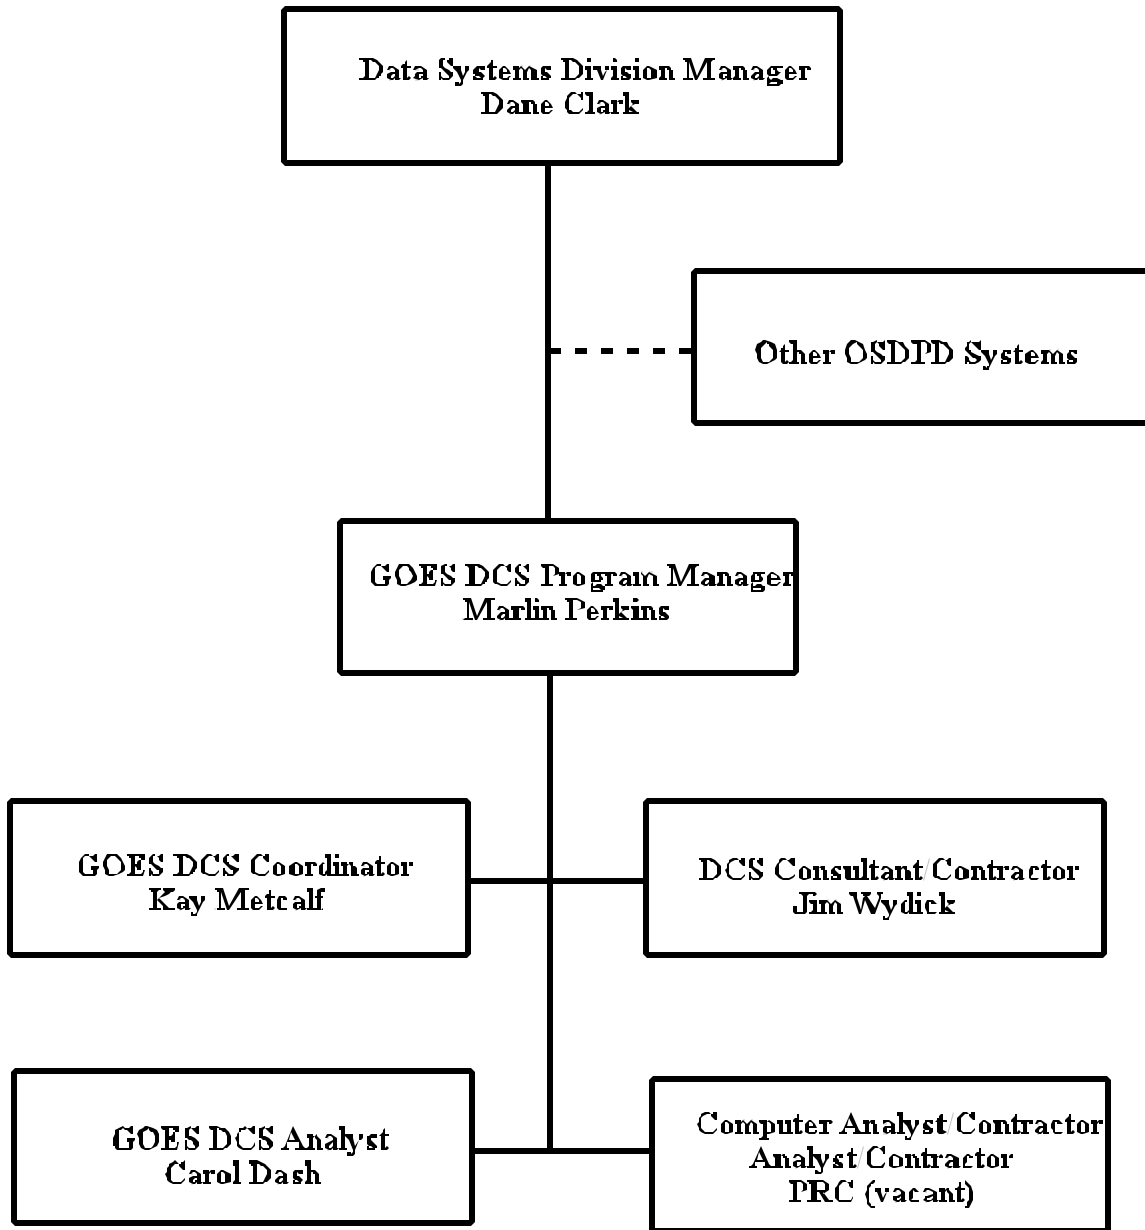 Data Systems Division Manager
Dane Clark
Other OSDPD Systems
GOES DCS Program Manager
Marlin Perkins
GOES DCS Coordinator
Kay Metcalf
DCS Consultant/Contractor
Jim Wydick
GOES DCS Analyst
Carol Dash
Computer Analyst/Contractor
Analyst/Contractor
PRC (vacant)